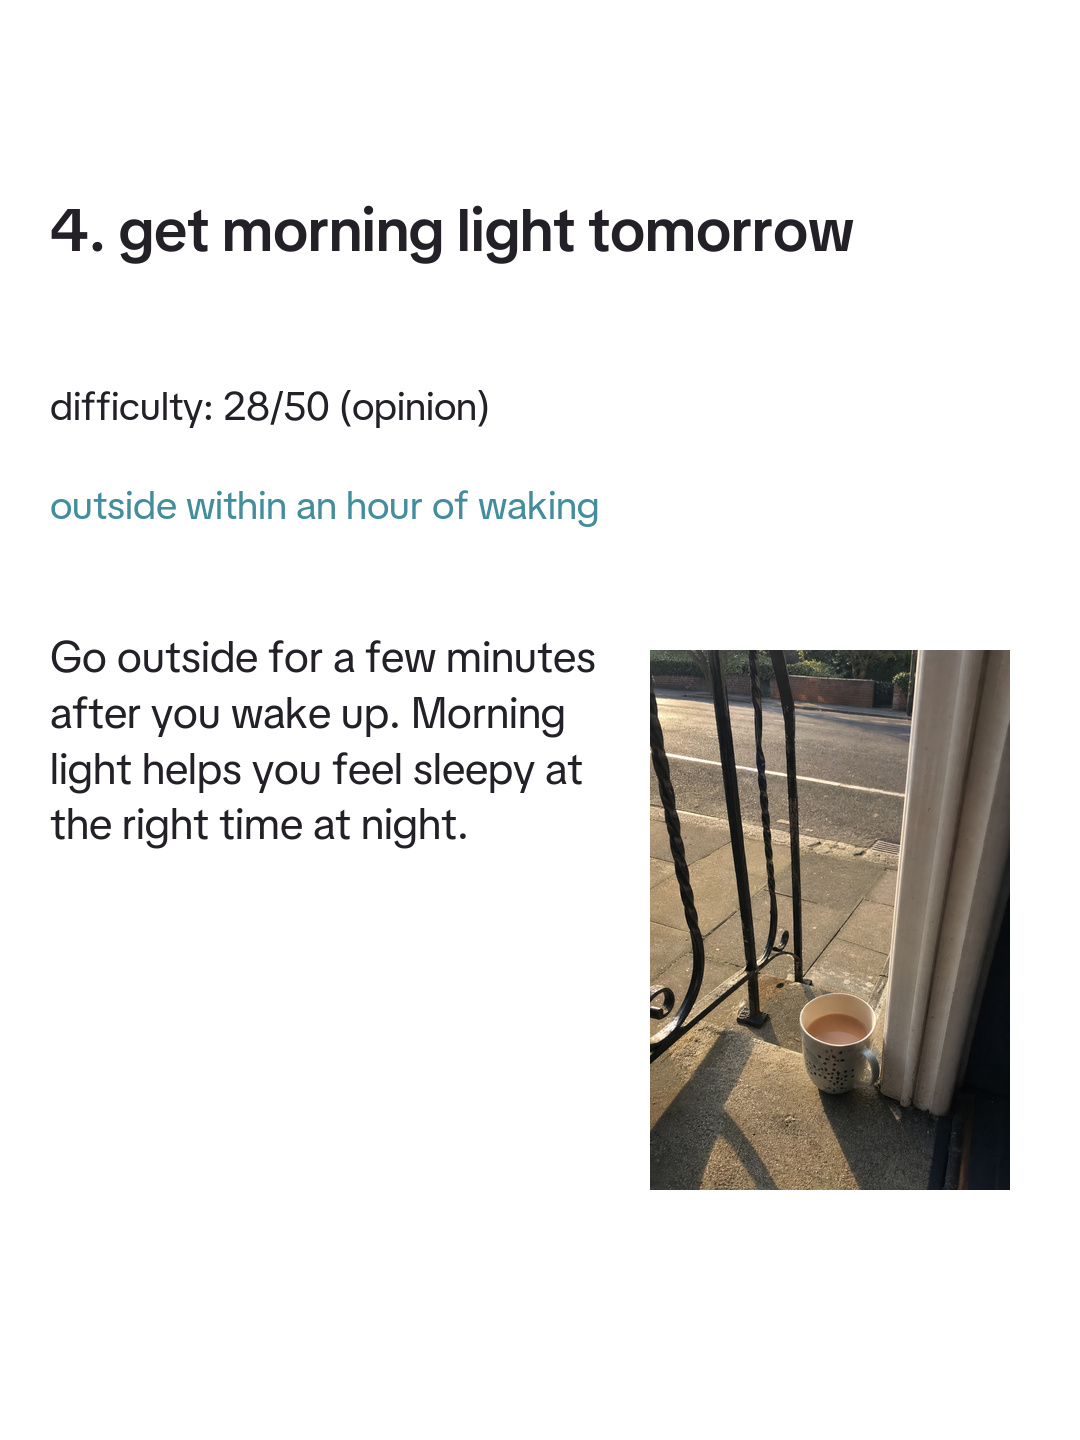 4. get morning light tomorrow
difficulty: 28/50 (opinion)
outside within an hour of waking
Go outside for a few minutes
after you wake up. Morning
light helps you feel sleepy at
the right time at night.